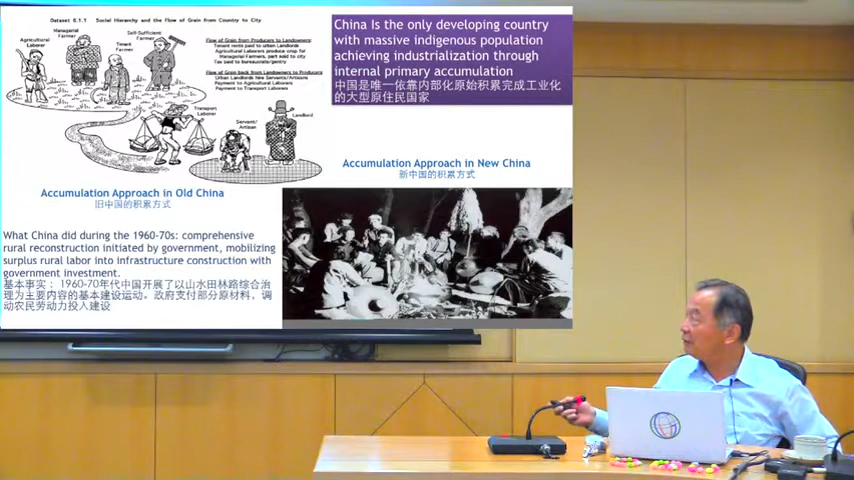 Dataset 6.1.1 Social Hierarchy and the Flow of Grain from Country to City
Agricultural
Laborer
Managerial
Farmer
Tenant
Farmer
Self-Sufficient
Farmer
Flow of Grain from Producers to Landowners:
Tenant rents paid to urban Landlords
Agricultural Laborers produce crop for
Managerial Farmers, part sold to city
Tax paid to bureaucrats/gentry
Flow of Grain back from Landowners to Producers
Urban Landlords feed Servants/Artisans
Payment to Agricultural Laborers
Payment to Transport Laborers
Transport
Laborer
Servant/
Artisan
Landlord
China Is the only developing country
with massive indigenous population
achieving industrialization through
internal primary accumulation
中国是唯一依靠内部化原始积累完成工业化
的大型原住民国家
Accumulation Approach in New China
新中国的积累方式
Accumulation Approach in Old China
旧中国的积累方式
What China did during the 1960-70s: comprehensive
rural reconstruction initiated by government, mobilizing
surplus rural labor into infrastructure construction with
government investment.
基本事实：1960-70年代中国开展了以山水田林路综合治
理为主要内容的基本建设运动。政府支付部分原材料，调
动农民劳动力投入建设